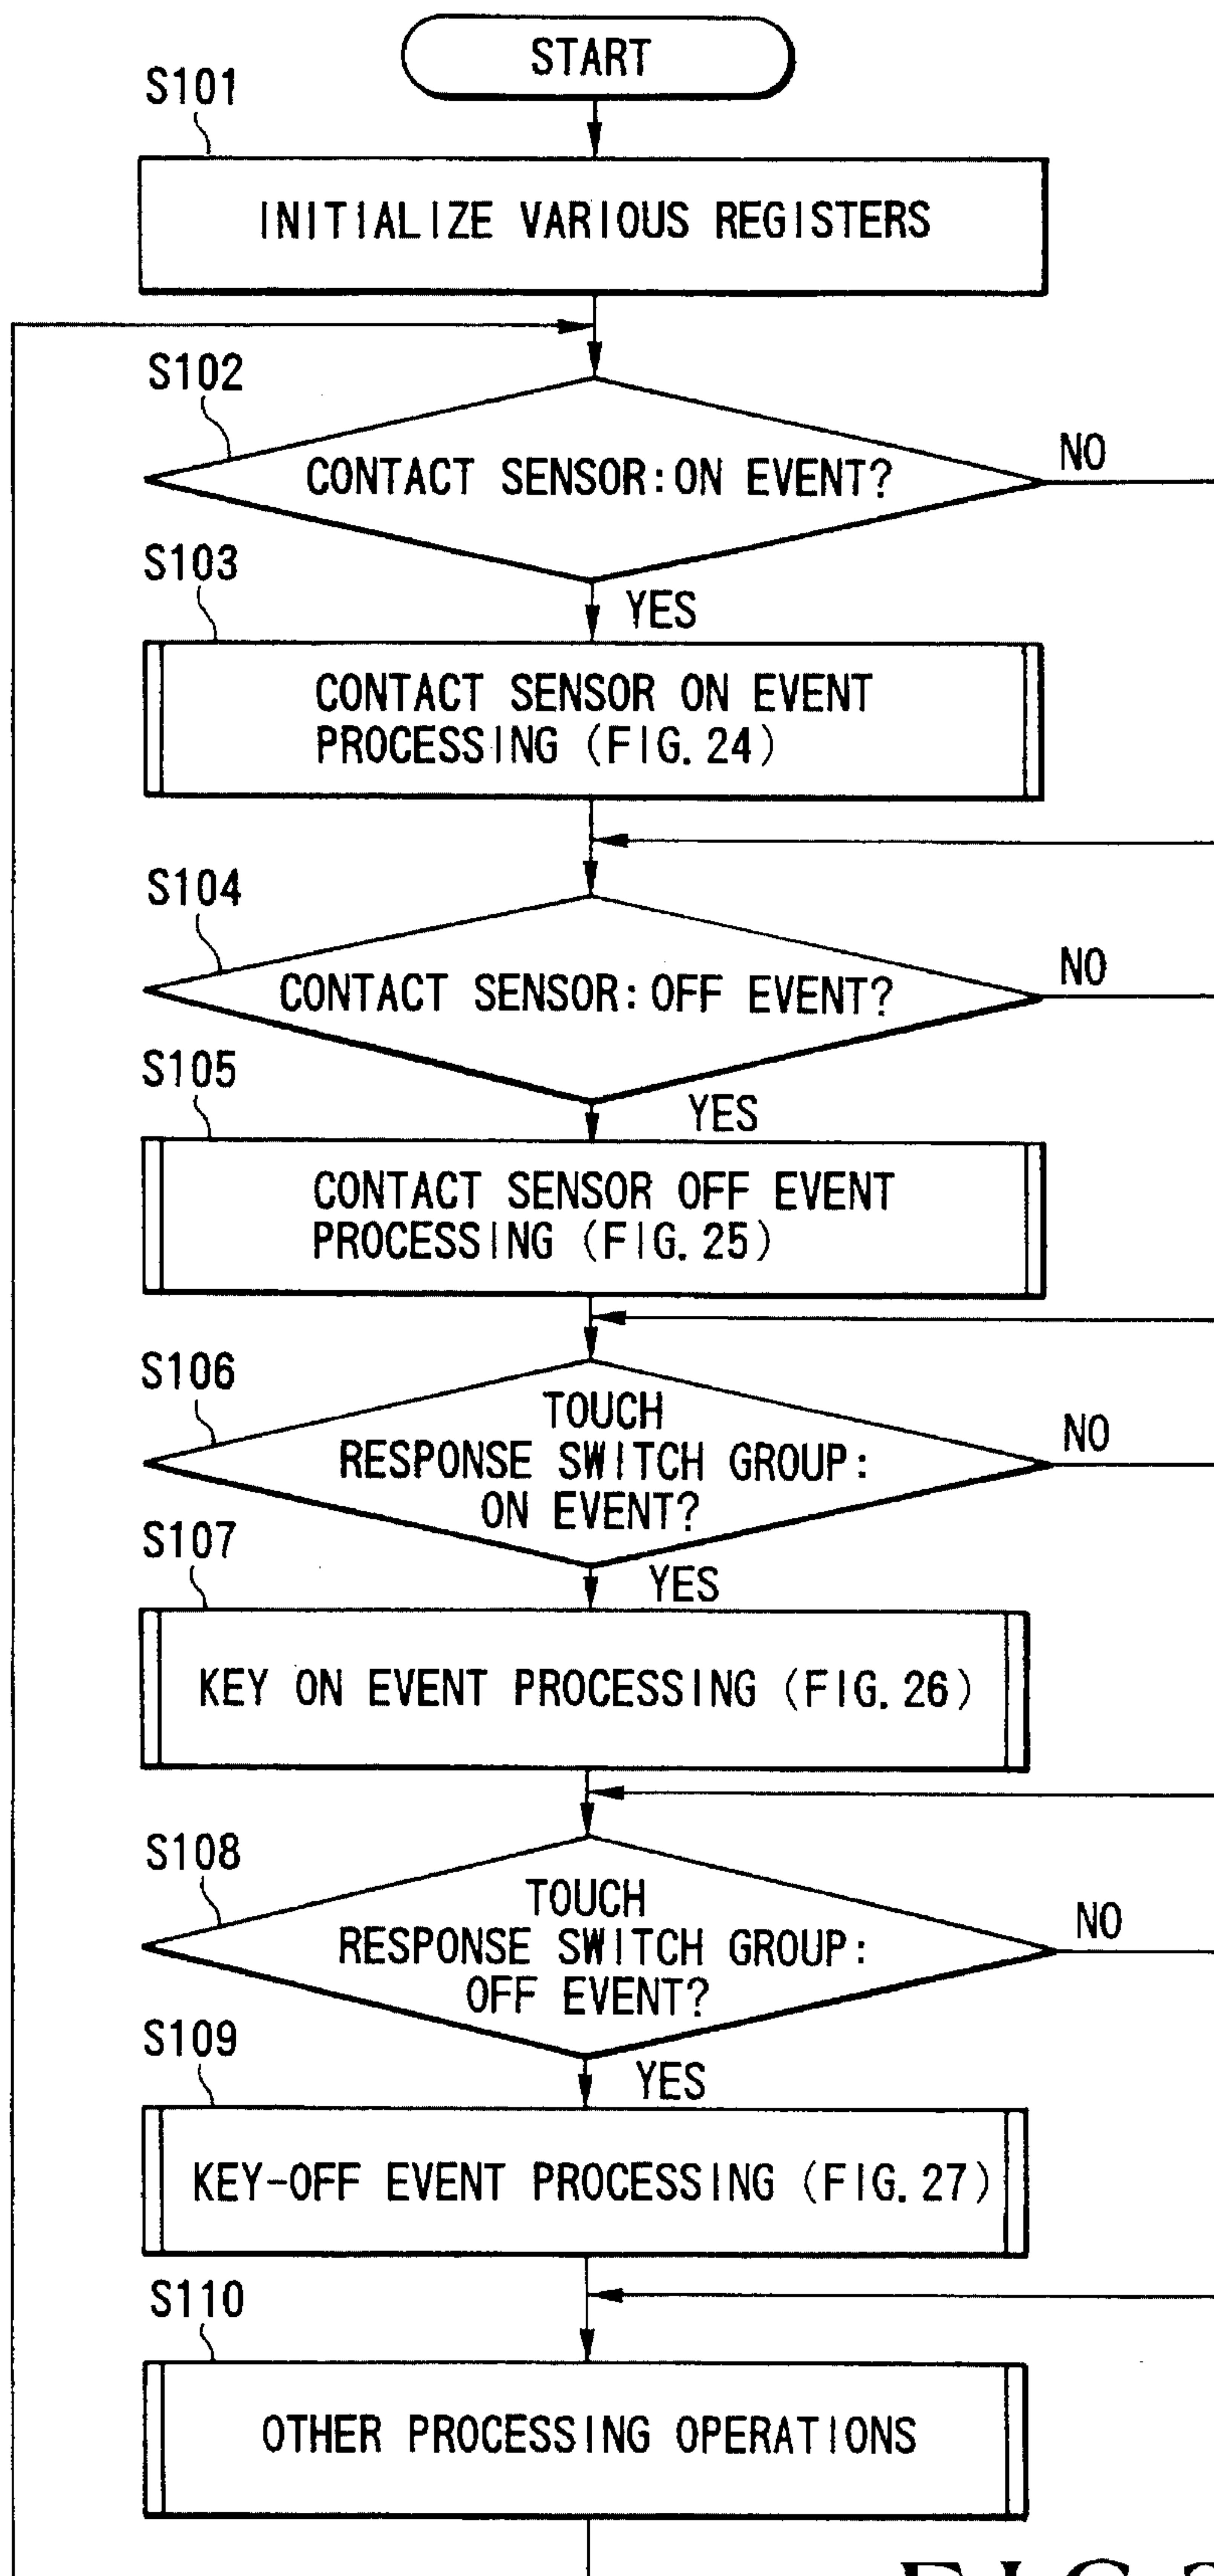 START
S101
INITIALIZE VARIOUS REGISTERS
S102
CONTACT SENSOR:ON EVENT?
NO
S103
YES
CONTACT SENSOR ON EVENT
PROCESSING (FIG. 24)
S104
CONTACT SENSOR:OFF EVENT?
NO
S105
YES
CONTACT SENSOR OFF EVENT
PROCESSING (FIG. 25)
S106
TOUCH
RESPONSE SWITCH GROUP:
ON EVENT?
NO
S107
YES
KEY ON EVENT PROCESSING (FIG. 26)
S108
TOUCH
RESPONSE SWITCH GROUP:
OFF EVENT?
NO
S109
YES
KEY-OFF EVENT PROCESSING (FIG. 27)
S110
OTHER PROCESSING OPERATIONS